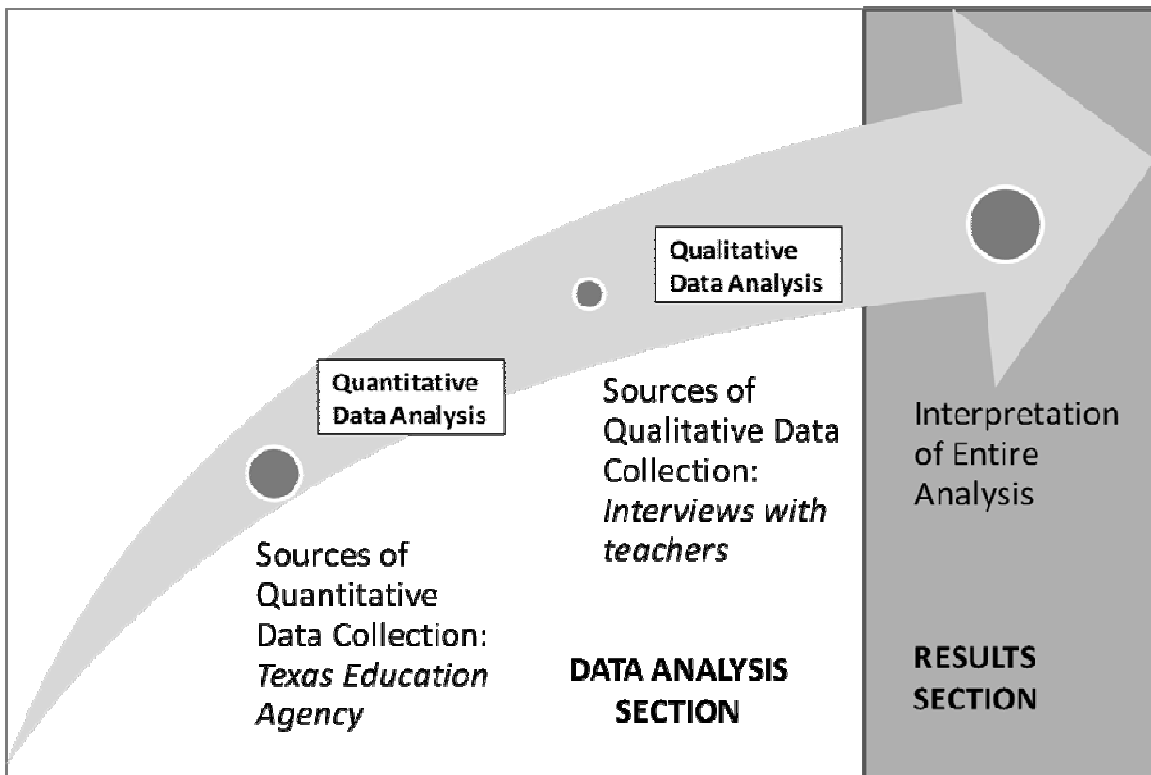 Qualitative
Data Analysis
Quantitative
Data Analysis
Sources of
Quantitative
Data Collection:
Texas Education
Agency
Sources of
Qualitative Data
Collection:
Interviews with
teachers
DATA ANALYSIS
SECTION
Interpretation
of Entire
Analysis
RESULTS
SECTION